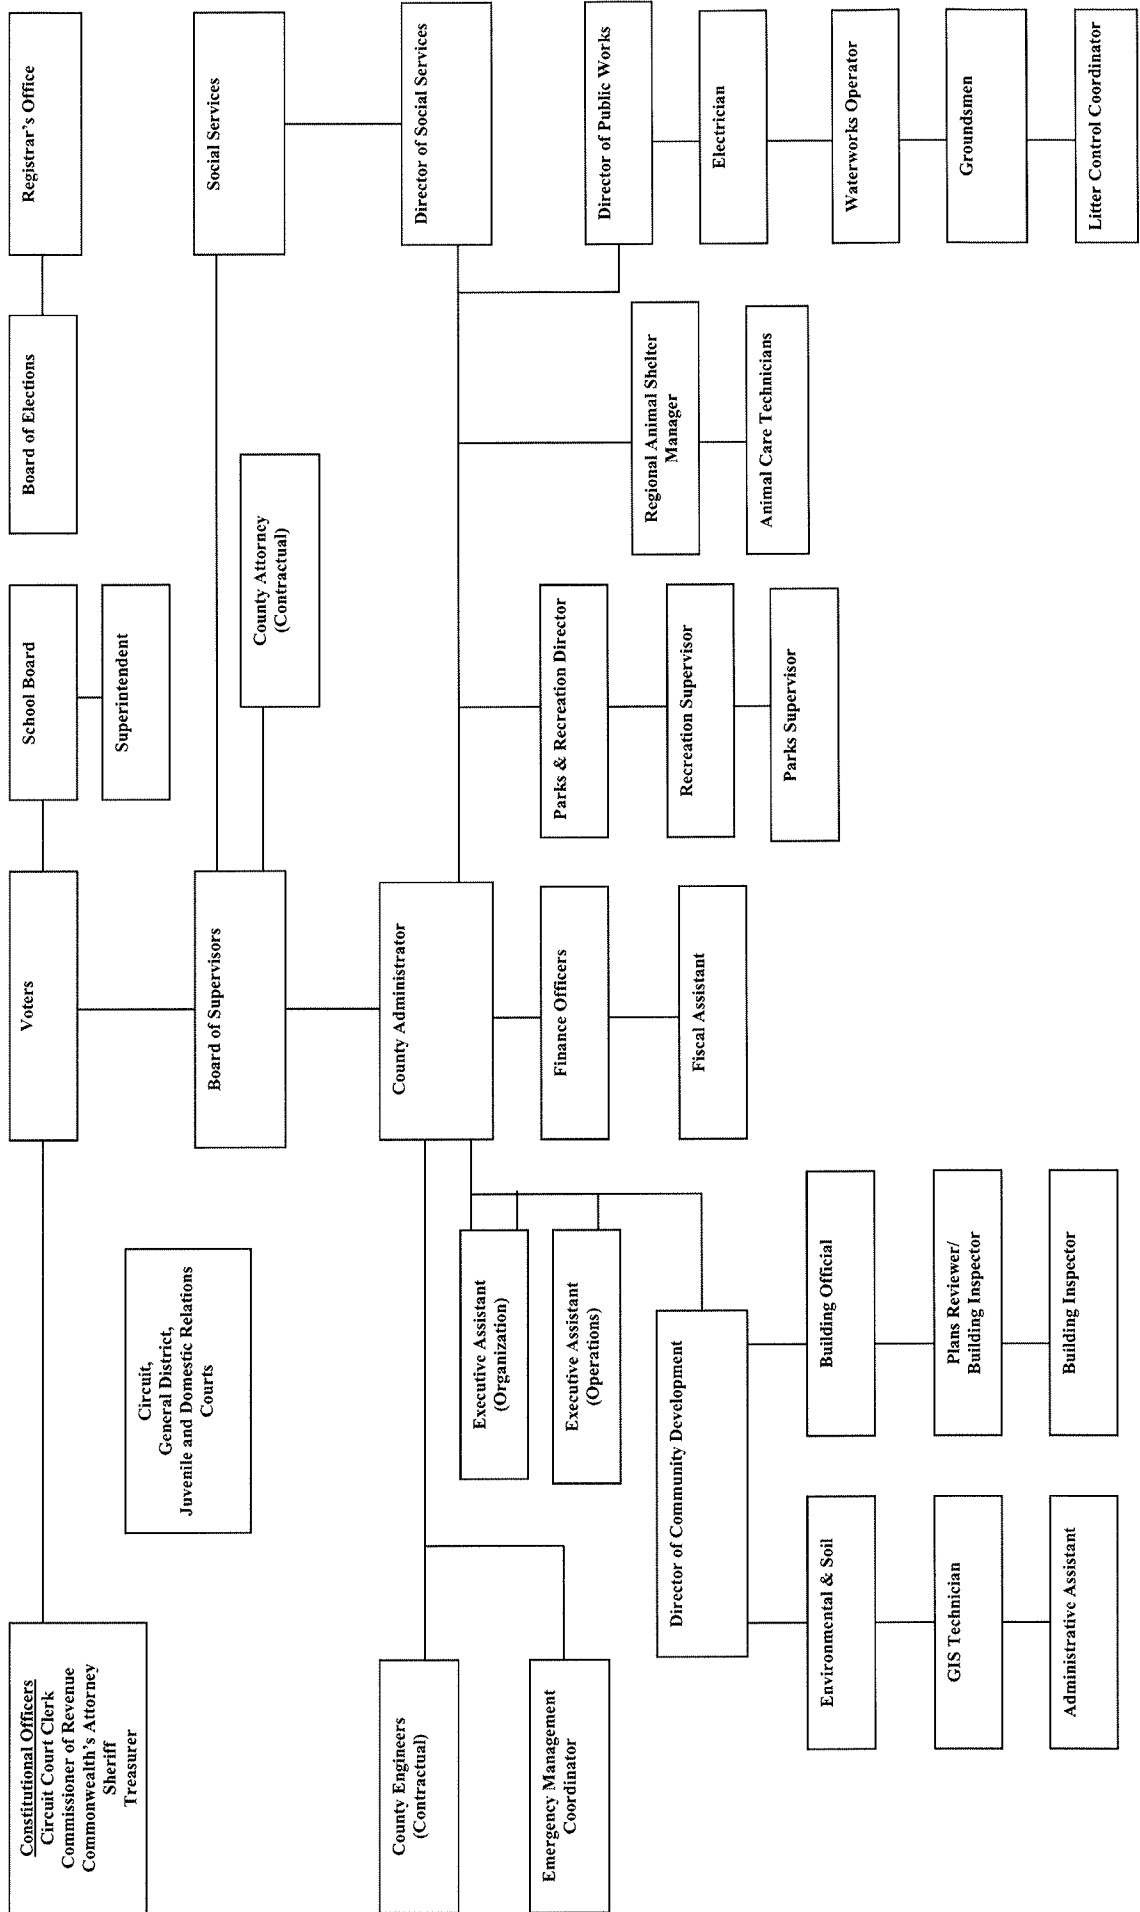 Constitutional Officers
Circuit Court Clerk
Commissioner of Revenue
Commonwealth's Attorney
Sheriff
Treasurer
Voters
School Board
Superintendent
Board of Elections
Registrar's Office
Circuit,
General District,
Juvenile and Domestic Relations
Courts
Board of Supervisors
County Attorney
(Contractual)
Social Services
County Engineers
(Contractual)
Emergency Management
Coordinator
County Administrator
Director of Social Services
Executive Assistant
(Organization)
Executive Assistant
(Operations)
Finance Officers
Fiscal Assistant
Parks & Recreation Director
Recreation Supervisor
Parks Supervisor
Regional Animal Shelter
Manager
Animal Care Technicians
Director of Public Works
Electrician
Waterworks Operator
Groundsmen
Litter Control Coordinator
Director of Community Development
Environmental & Soil
GIS Technician
Administrative Assistant
Building Official
Plans Reviewer/
Building Inspector
Building Inspector